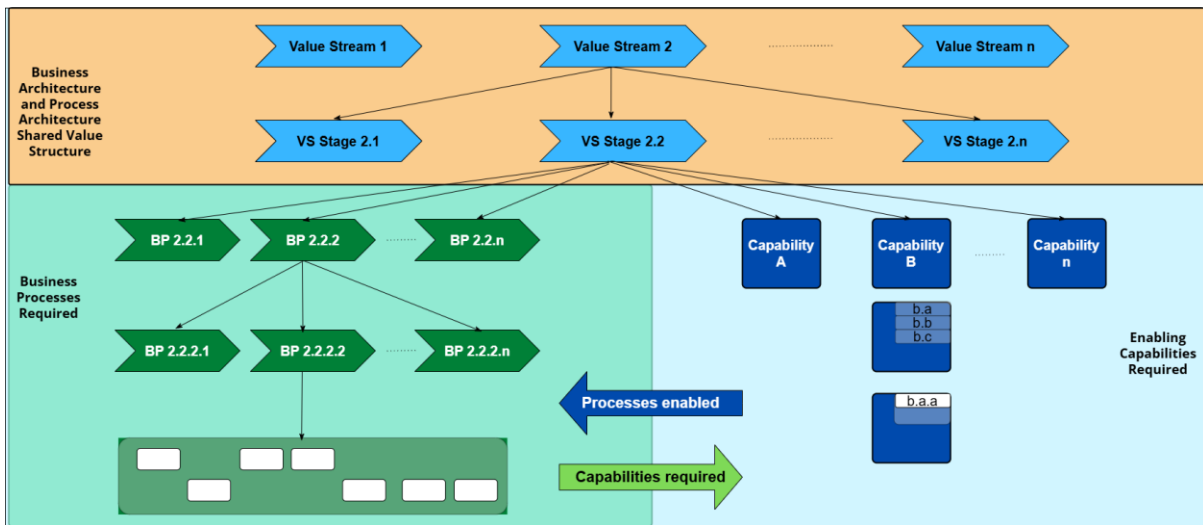 Value Stream 1
Value Stream 2
Value Stream n
Business
Architecture
and Process
Architecture
Shared Value
Structure
VS Stage 2.1
VS Stage 2.2
VS Stage 2.n
BP 2.2.1
BP 2.2.2
BP 2.2.n
Capability
A
Capability
B
Capability
n
Business
Processes
Required
b.a
b.b
b.c
BP 2.2.2.1
BP 2.2.2.2
BP 2.2.2.n
Enabling
Capabilities
Required
Processes enabled
b.a.a
Capabilities required